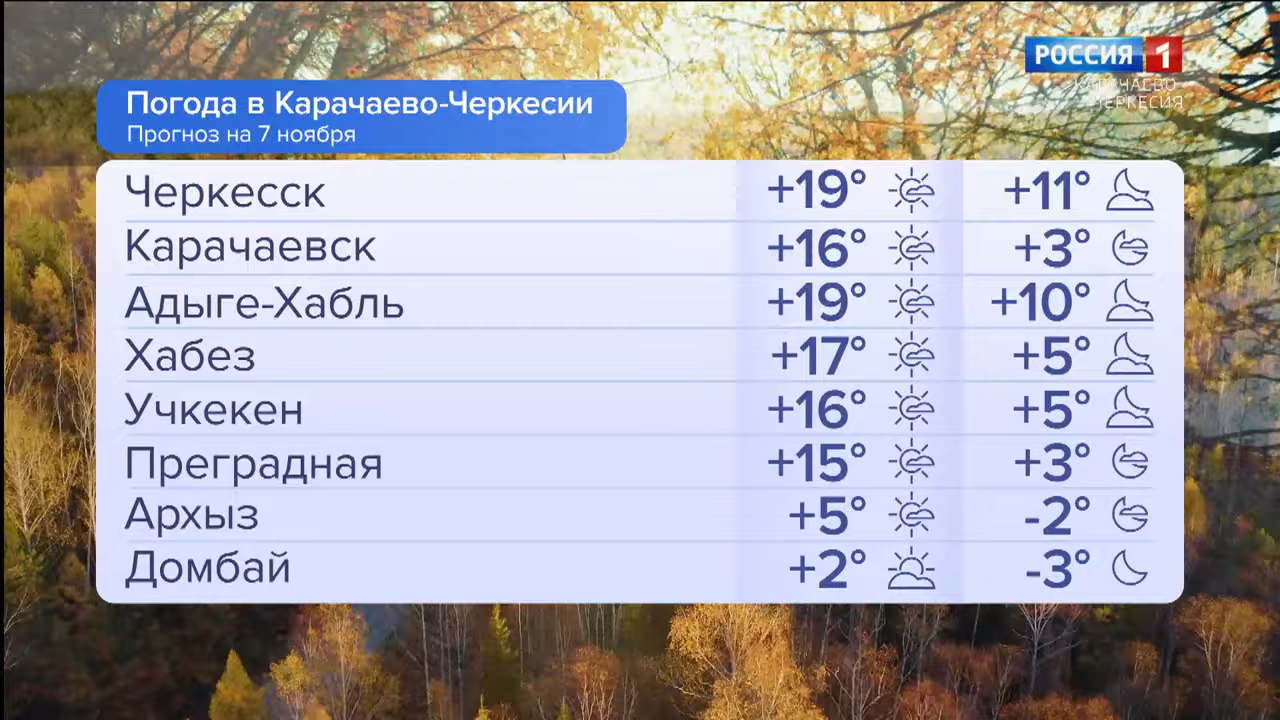 РОССИЯ 1
КАРАЧАЕВО-
ЧЕРКЕСИЯ
Погода в Карачаево-Черкесии
Прогноз на 7 ноября
Черкесск +19° +11°
Карачаевск +16° +3°
Адыге-Хабль +19° +10°
Хабез +17° +5°
Учкекен +16° +5°
Преградная +15° +3°
Архыз +5° -2°
Домбай +2° -3°